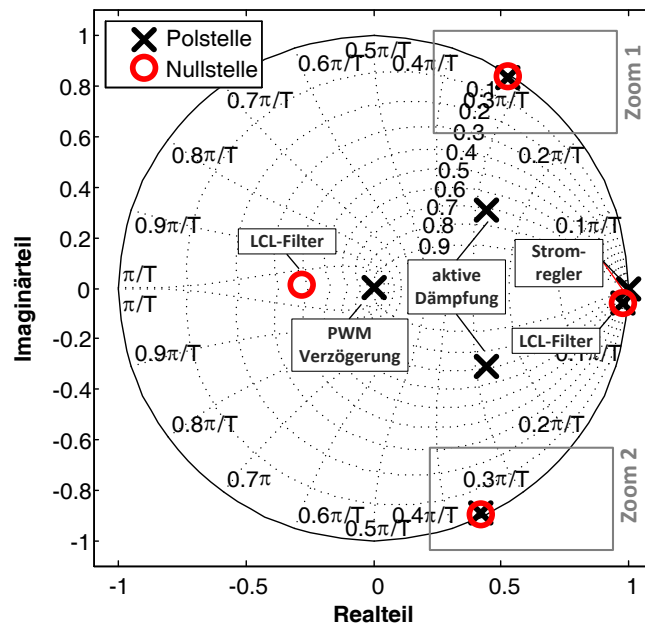 Polstelle
Nullstelle
Zoom 1
0.5π/T
0.6π/T
0.4π/T
0.7π/T
0.3π/T
0.8π/T
0.2π/T
0.9π/T
0.1π/T
π/T
π/T
0.9π/T
0.1π/T
0.8π/T
0.2π/T
0.7π
0.3π/T
0.6π/T
0.4π/T
0.5π/T
0.1
0.2
0.3
0.4
0.5
0.6
0.7
0.8
0.9
LCL-Filter
Strom-
regler
aktive
Dämpfung
PWM
Verzögerung
LCL-Filter
Zoom 2
1
0.8
0.6
0.4
0.2
0
-0.2
-0.4
-0.6
-0.8
-1
Imaginärteil
-1
-0.5
0
0.5
1
Realteil